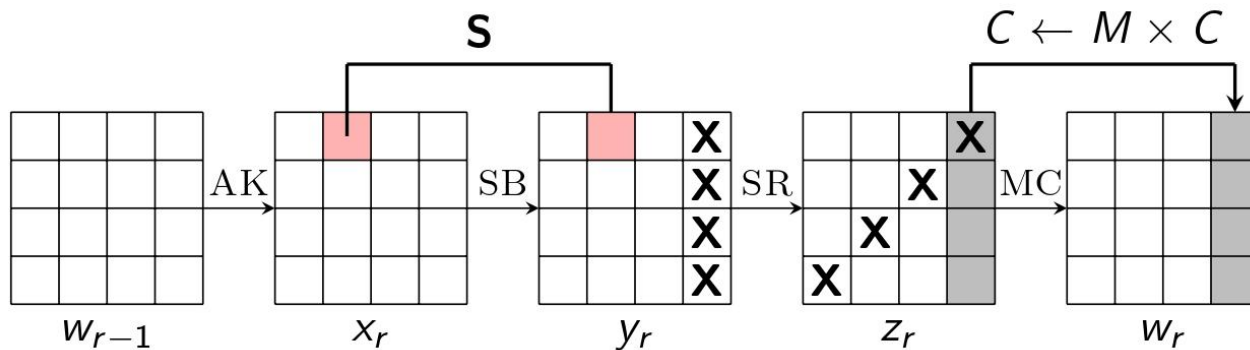 S
C ← M × C
X X
AK SB X SR X MC
X X
X X
w_{r−1} x_r y_r z_r w_r